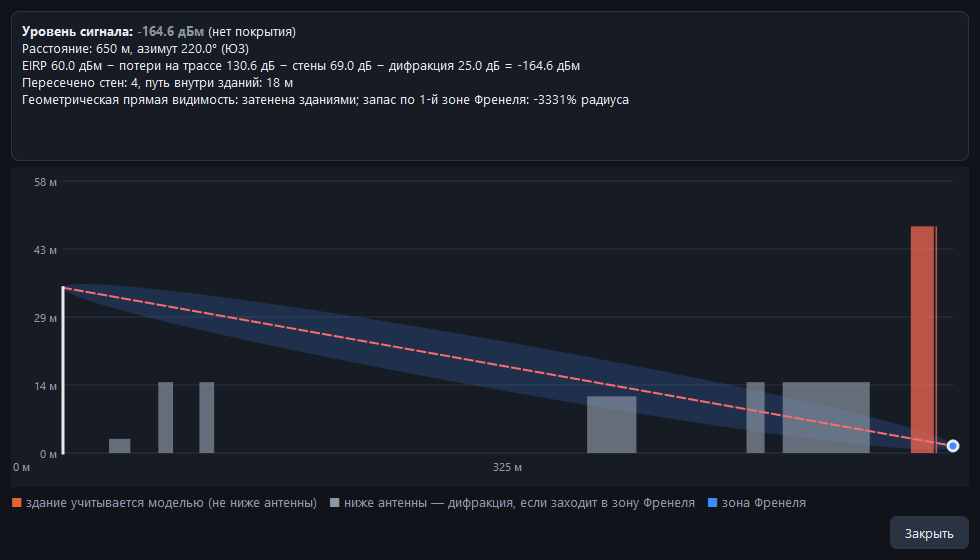 Уровень сигнала: -164.6 дБм (нет покрытия)
Расстояние: 650 м, азимут 220.0° (ЮЗ)
EIRP 60.0 дБм − потери на трассе 130.6 дБ − стены 69.0 дБ − дифракция 25.0 дБ = -164.6 дБм
Пересечено стен: 4, путь внутри зданий: 18 м
Геометрическая прямая видимость: затенена зданиями; запас по 1-й зоне Френеля: -3331% радиуса
58 м
43 м
29 м
14 м
0 м
0 м
325 м
здание учитывается моделью (не ниже антенны)
ниже антенны — дифракция, если заходит в зону Френеля
зона Френеля
Закрыть